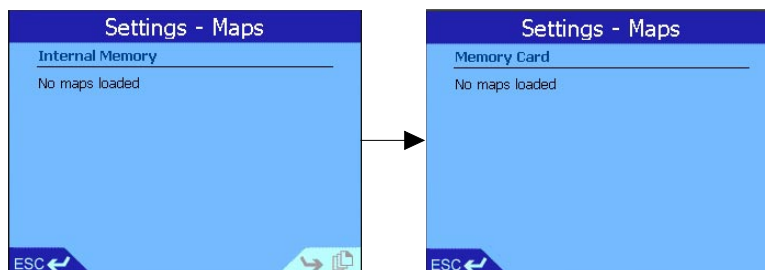 Settings - Maps
Internal Memory
No maps loaded
ESC
Settings - Maps
Memory Card
No maps loaded
ESC